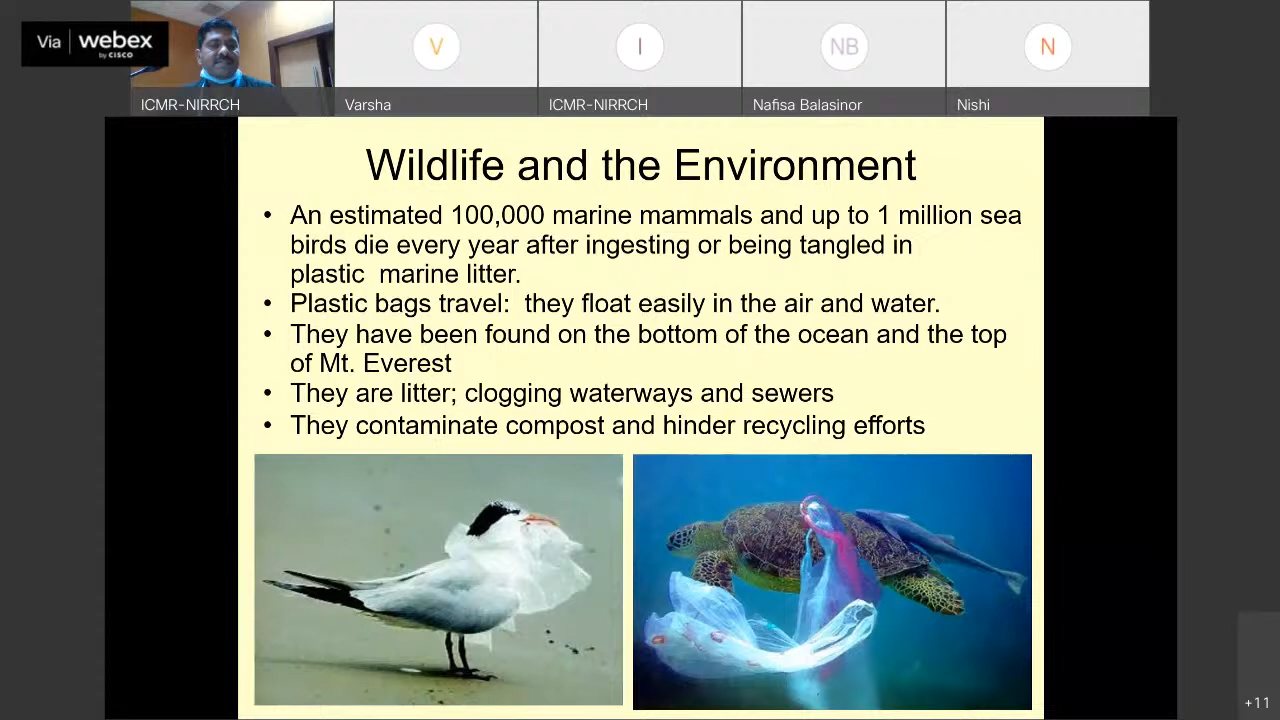 Via webex
by CISCO
V
I
NB
N
ICMR-NIRRCH
Varsha
ICMR-NIRRCH
Nafisa Balasinor
Nishi
Wildlife and the Environment
• An estimated 100,000 marine mammals and up to 1 million sea
birds die every year after ingesting or being tangled in
plastic  marine litter.
• Plastic bags travel:  they float easily in the air and water.
• They have been found on the bottom of the ocean and the top
of Mt. Everest
• They are litter; clogging waterways and sewers
• They contaminate compost and hinder recycling efforts
+11